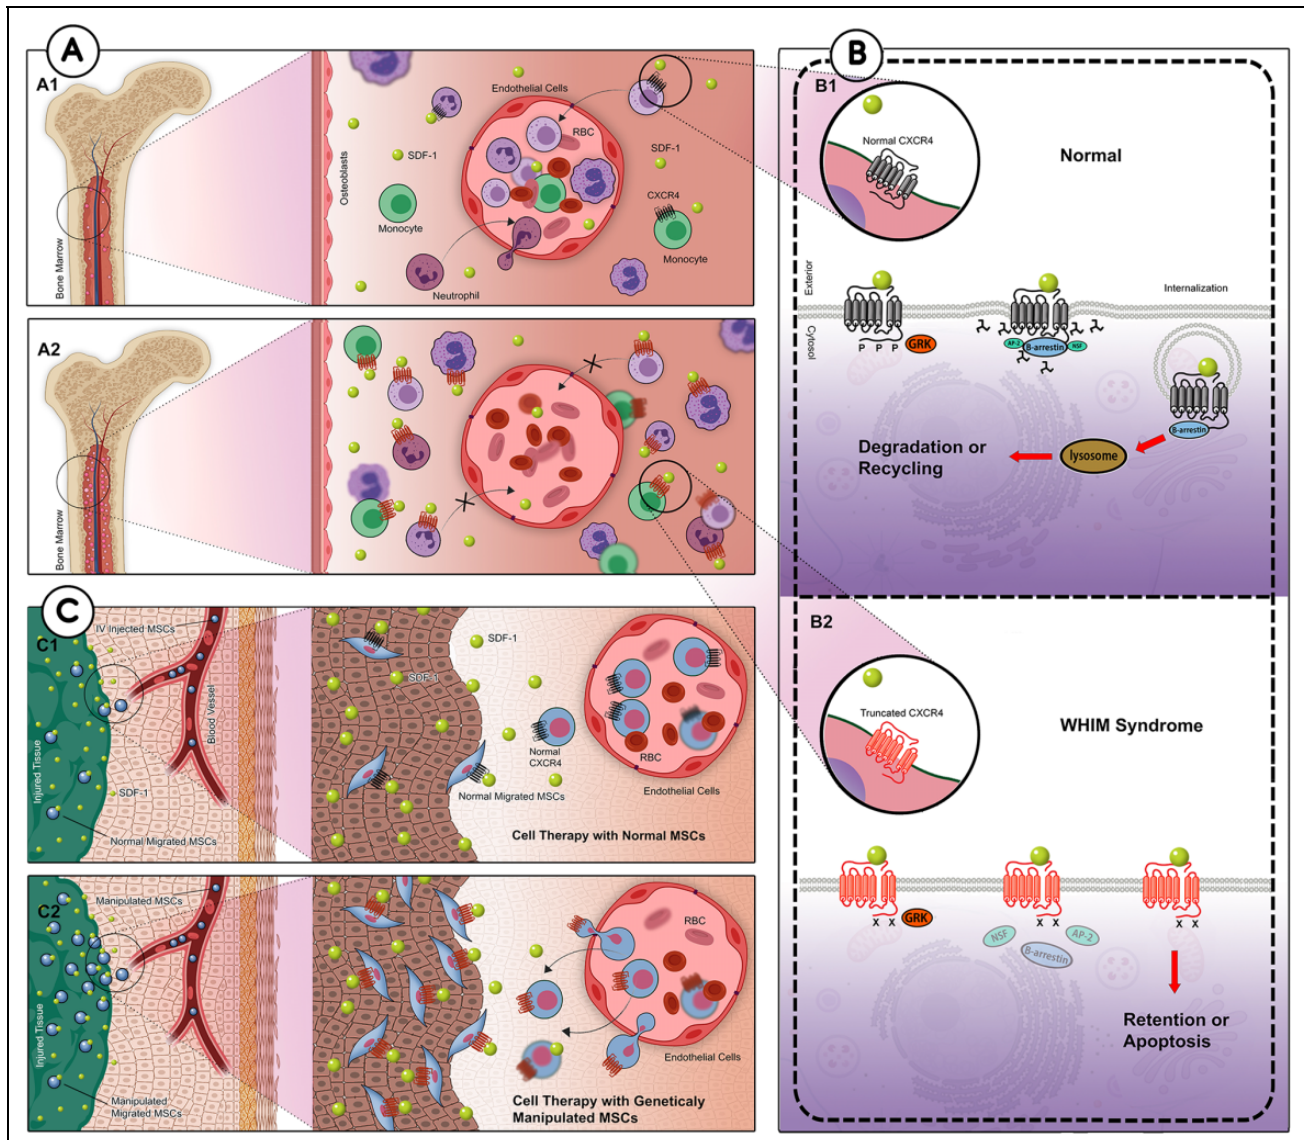 A
A1
Bone Marrow
Osteoblasts
Endothelial Cells
RBC
SDF-1
SDF-1
CXCR4
Monocyte
Monocyte
Neutrophil
A2
Bone Marrow
B
B1
Normal CXCR4
Normal
Exterior
Cytosol
Internalization
P P P
GRK
AP-2
B-arrestin
NSF
B-arrestin
lysosome
Degradation or
Recycling
B2
Truncated CXCR4
WHIM Syndrome
X X
GRK
X X
NSF
AP-2
B-arrestin
X X
Retention or
Apoptosis
C
C1
IV Injected MSCs
Blood Vessel
Injured Tissue
SDF-1
Normal Migrated MSCs
SDF-1
SDF-1
Normal
CXCR4
Normal Migrated MSCs
RBC
Endothelial Cells
Cell Therapy with Normal MSCs
C2
Manipulated MSCs
Injured Tissue
Manipulated
Migrated MSCs
RBC
Endothelial Cells
Cell Therapy with Geneticaly
Manipulated MSCs